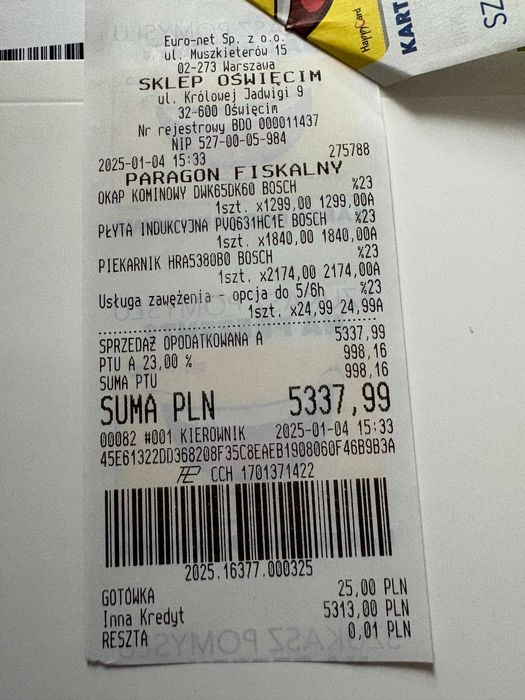 HappyCard
KART
SZ
Euro-net Sp. z o.o.
ul. Muszkieterów 15
02-273 Warszawa
SKLEP OŚWIĘCIM
ul. Królowej Jadwigi 9
32-600 Oświęcim
Nr rejestrowy BDO 000011437
NIP 527-00-05-984
2025-01-04 15:33 275788
PARAGON FISKALNY
OKAP KOMINOWY DWK65DK60 BOSCH %23
1szt. x1299,00 1299,00A
PŁYTA INDUKCYJNA PVQ631HC1E BOSCH %23
1szt. x1840,00 1840,00A
PIEKARNIK HRA5380B0 BOSCH %23
1szt. x2174,00 2174,00A
Usługa zawężenia - opcja do 5/6h %23
1szt. x24,99 24,99A
SPRZEDAŻ OPODATKOWANA A 5337,99
PTU A 23,00 % 998,16
SUMA PTU 998,16
SUMA PLN 5337,99
00082 #001 KIEROWNIK 2025-01-04 15:33
45E61322DD368208F35C8EAEB1908060F46B9B3A
CCH 1701371422
2025.16377.000325
GOTÓWKA 25,00 PLN
Inna Kredyt 5313,00 PLN
RESZTA 0,01 PLN